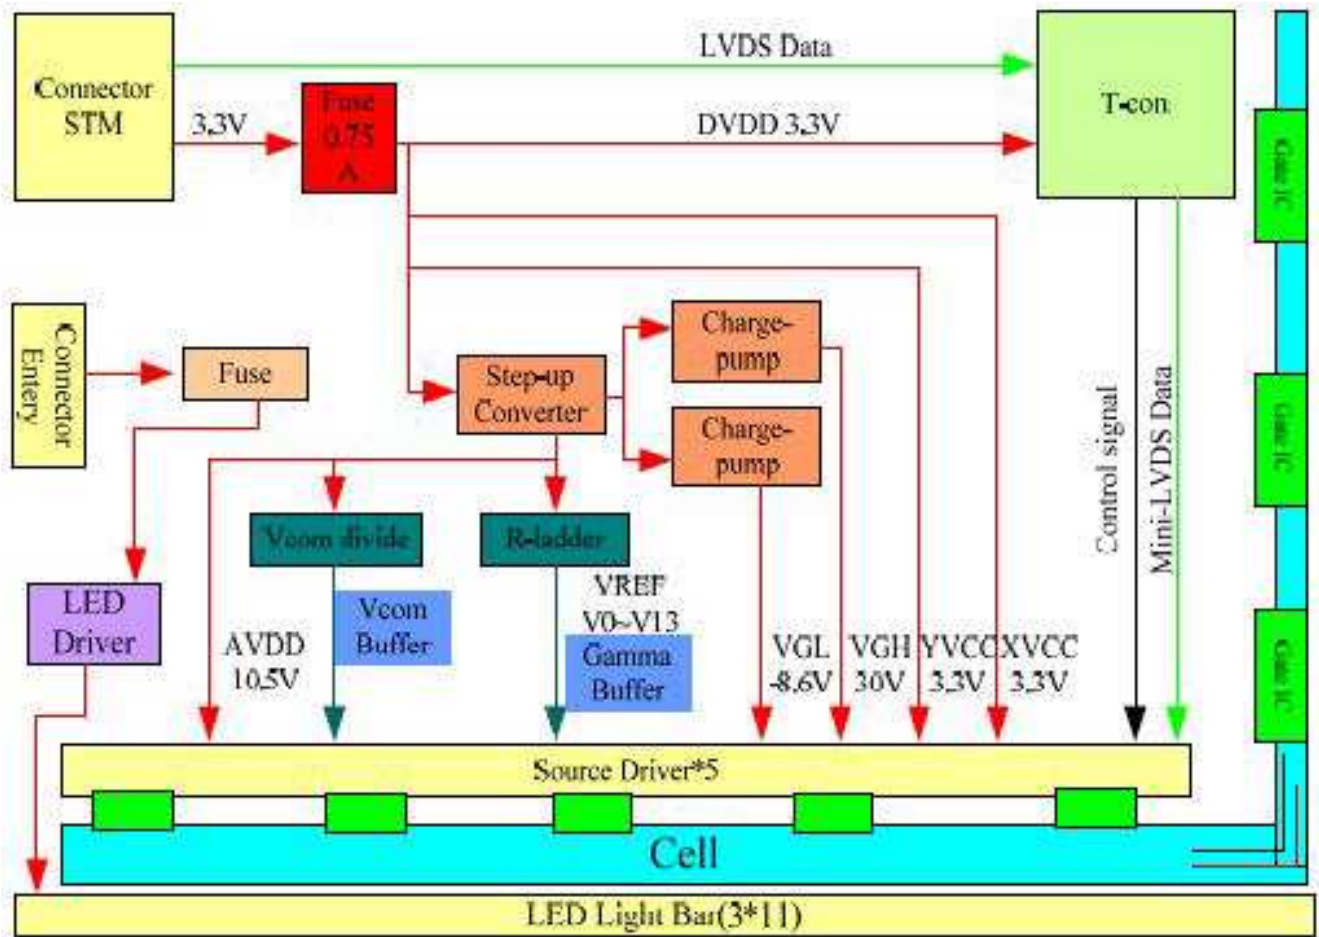 LVDS Data
Connector
STM
3.3V
Fuse
0.75
A
DVDD 3.3V
T-con
Gate IC
Connector
Entery
Fuse
Step-up
Converter
Charge-
pump
Charge-
pump
Control signal
Mini-LVDS Data
Gate IC
Vcom divide
R-ladder
LED
Driver
AVDD
10.5V
Vcom
Buffer
VREF
V0~V13
Gamma
Buffer
VGL
-8.6V
VGH
30V
YVCC
3.3V
XVCC
3.3V
Gate IC
Source Driver*5
Cell
LED Light Bar(3*11)